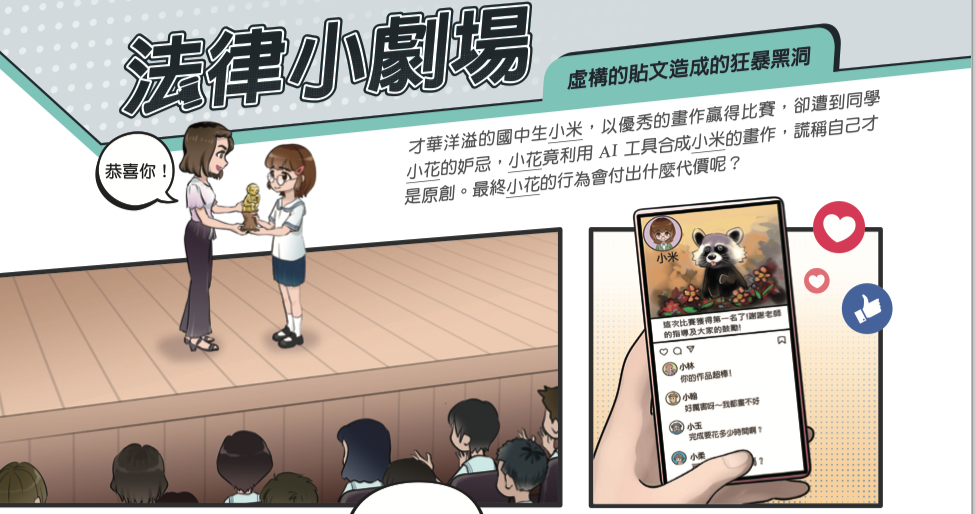 法律小劇場
虛構的貼文造成的狂暴黑洞
才華洋溢的國中生小米，以優秀的畫作贏得比賽，卻遭到同學
小花的妒忌，小花竟利用 AI 工具合成小米的畫作，謊稱自己才
是原創。最終小花的行為會付出什麼代價呢？
恭喜你！
小米
這次比賽獲得第一名了!謝謝老師
的指導及大家的鼓勵!
小林
你的作品超棒!
小翰
好厲害呀～我都畫不好
小玉
完成要花多少時間啊？
小柔
？